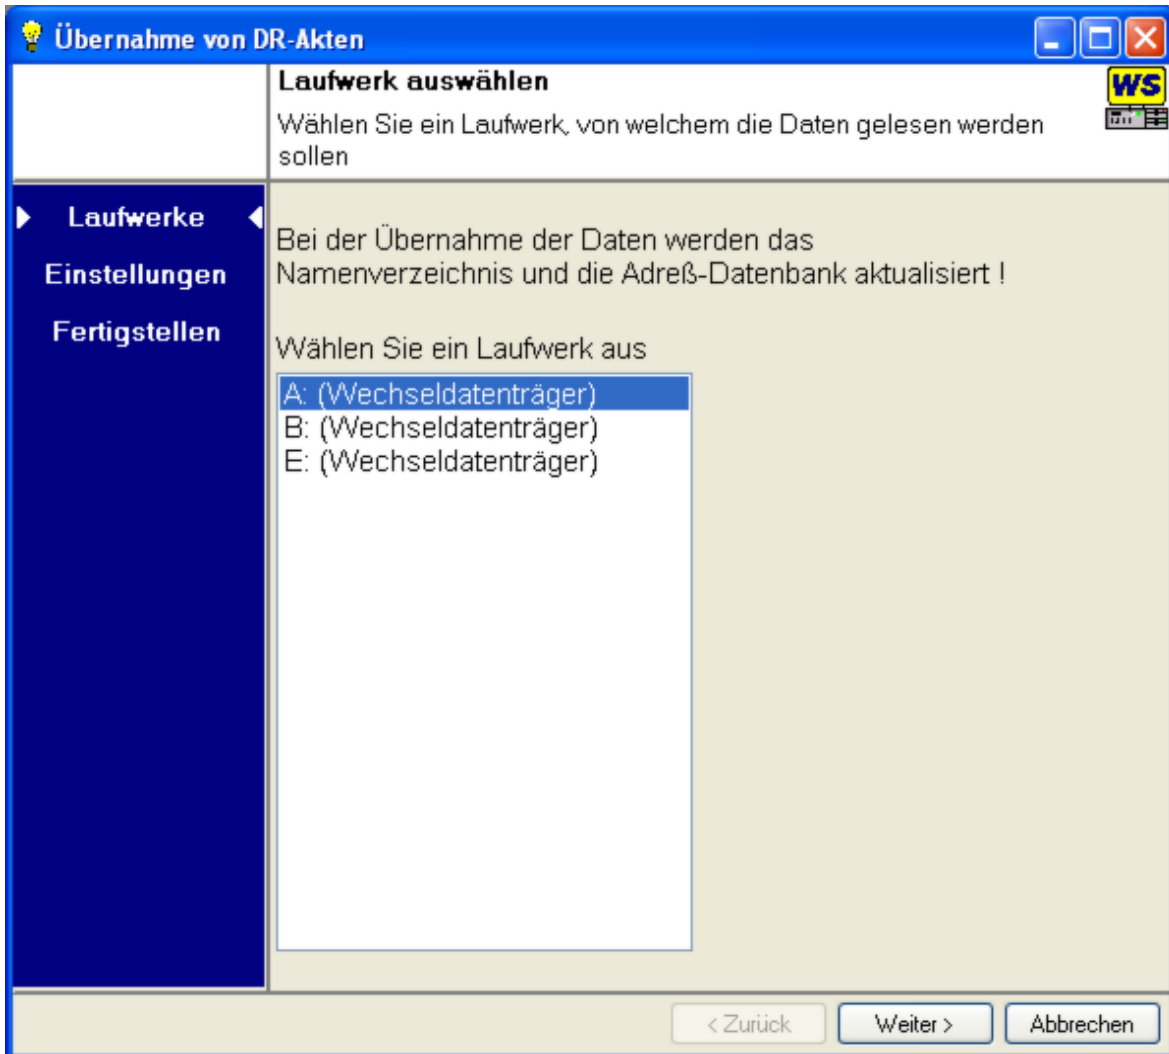 Übernahme von DR-Akten
Laufwerk auswählen
WS
Wählen Sie ein Laufwerk, von welchem die Daten gelesen werden
sollen
Laufwerke
Einstellungen
Fertigstellen
Bei der Übernahme der Daten werden das
Namenverzeichnis und die Adreß-Datenbank aktualisiert !
Wählen Sie ein Laufwerk aus
A: (Wechseldatenträger)
B: (Wechseldatenträger)
E: (Wechseldatenträger)
< Zurück
Weiter >
Abbrechen